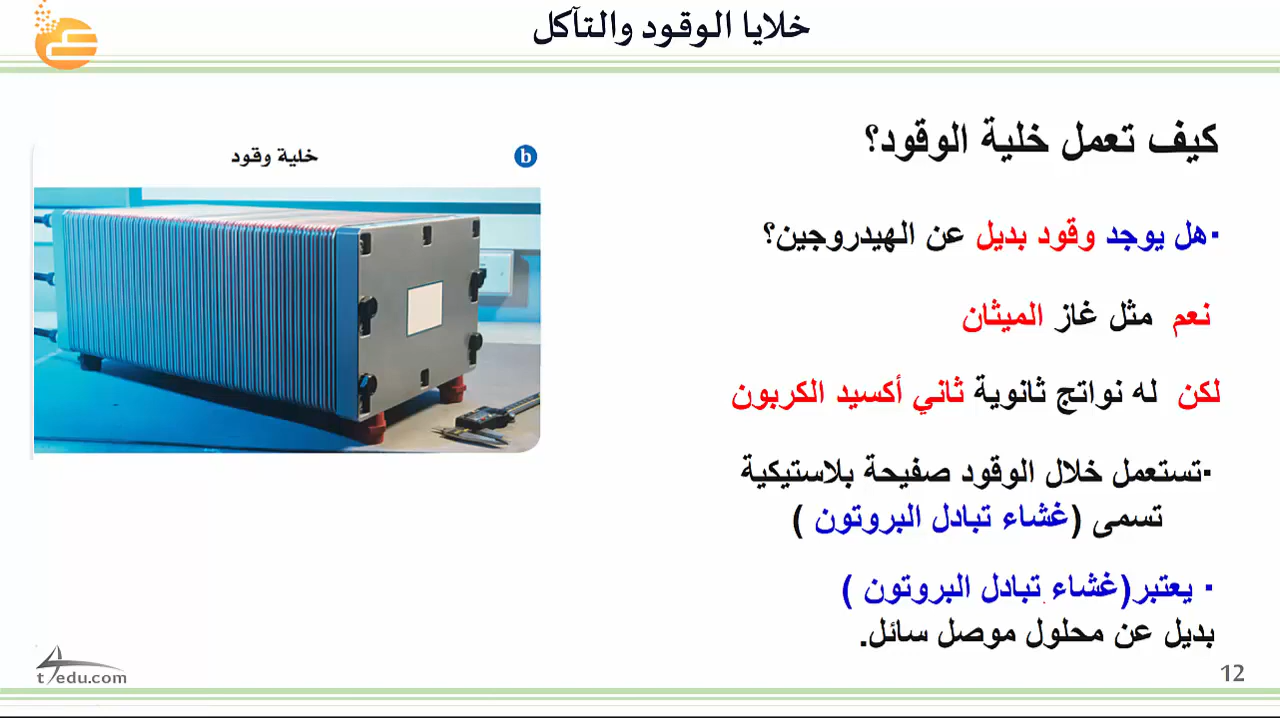 خلايا الوقود والتآكل
كيف تعمل خلية الوقود؟
خلية وقود
b
▪هل يوجد وقود بديل عن الهيدروجين؟
نعم مثل غاز الميثان
لكن له نواتج ثانوية ثاني أكسيد الكربون
▪تستعمل خلال الوقود صفيحة بلاستيكية
تسمى (غشاء تبادل البروتون )
▪ يعتبر(غشاء تبادل البروتون )
بديل عن محلول موصل سائل.
t4edu.com
12